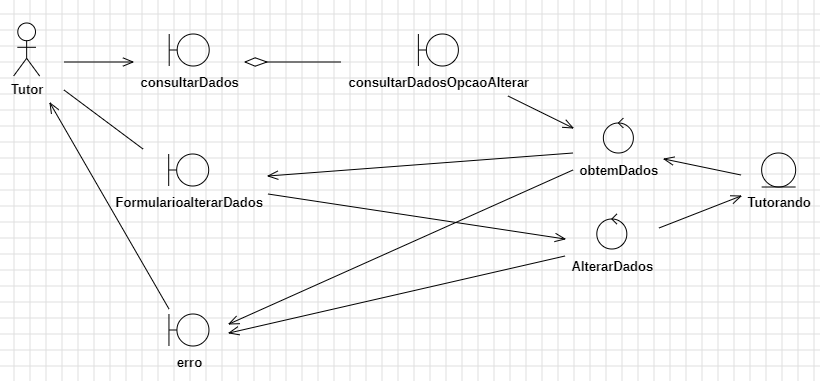 Tutor
consultarDados
consultarDadosOpcaoAlterar
obtemDados
FormularioalterarDados
Tutorando
AlterarDados
erro